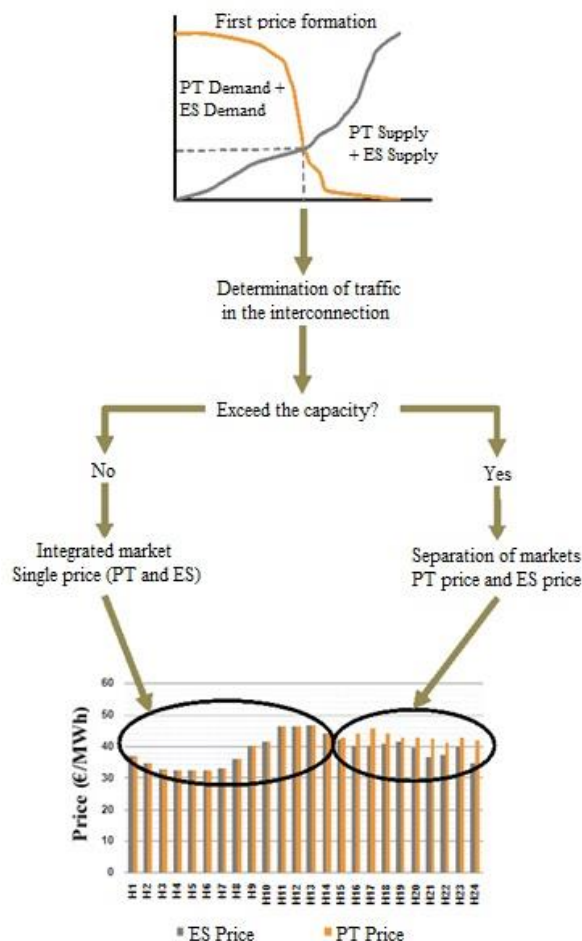 First price formation
PT Demand +
ES Demand
PT Supply
+ ES Supply
Determination of traffic
in the interconnection
Exceed the capacity?
No
Yes
Integrated market
Single price (PT and ES)
Separation of markets
PT price and ES price
Price (€/MWh)
60
50
40
30
20
10
0
H1
H2
H3
H4
H5
H6
H7
H8
H9
H10
H11
H12
H13
H14
H15
H16
H17
H18
H19
H20
H21
H22
H23
H24
ES Price
PT Price